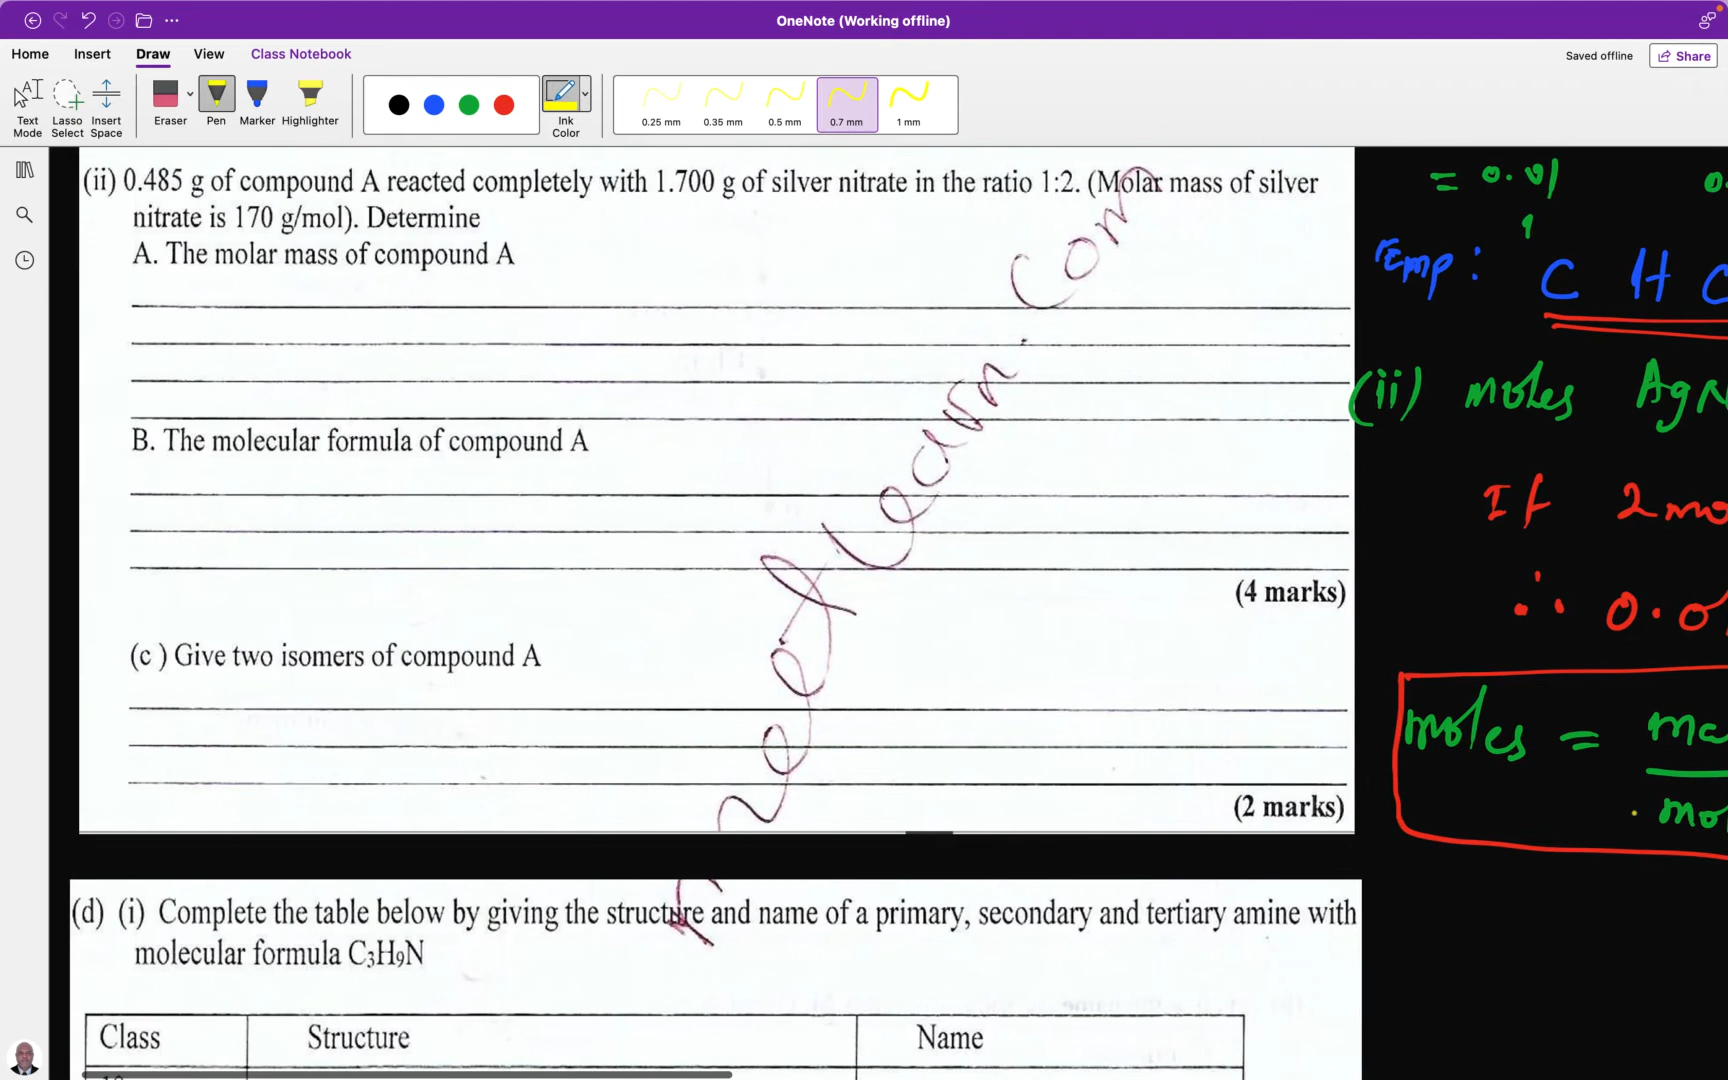 OneNote (Working offline)
Home Insert Draw View Class Notebook
Saved offline Share
Text Mode
Lasso Select
Insert Space
Eraser
Pen
Marker
Highlighter
Ink Color
0.25 mm 0.35 mm 0.5 mm 0.7 mm 1 mm
(ii) 0.485 g of compound A reacted completely with 1.700 g of silver nitrate in the ratio 1:2. (Molar mass of silver
nitrate is 170 g/mol). Determine
A. The molar mass of compound A
B. The molecular formula of compound A
(4 marks)
(c ) Give two isomers of compound A
(2 marks)
(d) (i) Complete the table below by giving the structure and name of a primary, secondary and tertiary amine with
molecular formula C₃H₉N
Class Structure Name
= 0.01
Emp: C H
(ii) moles
If 2
∴
moles =